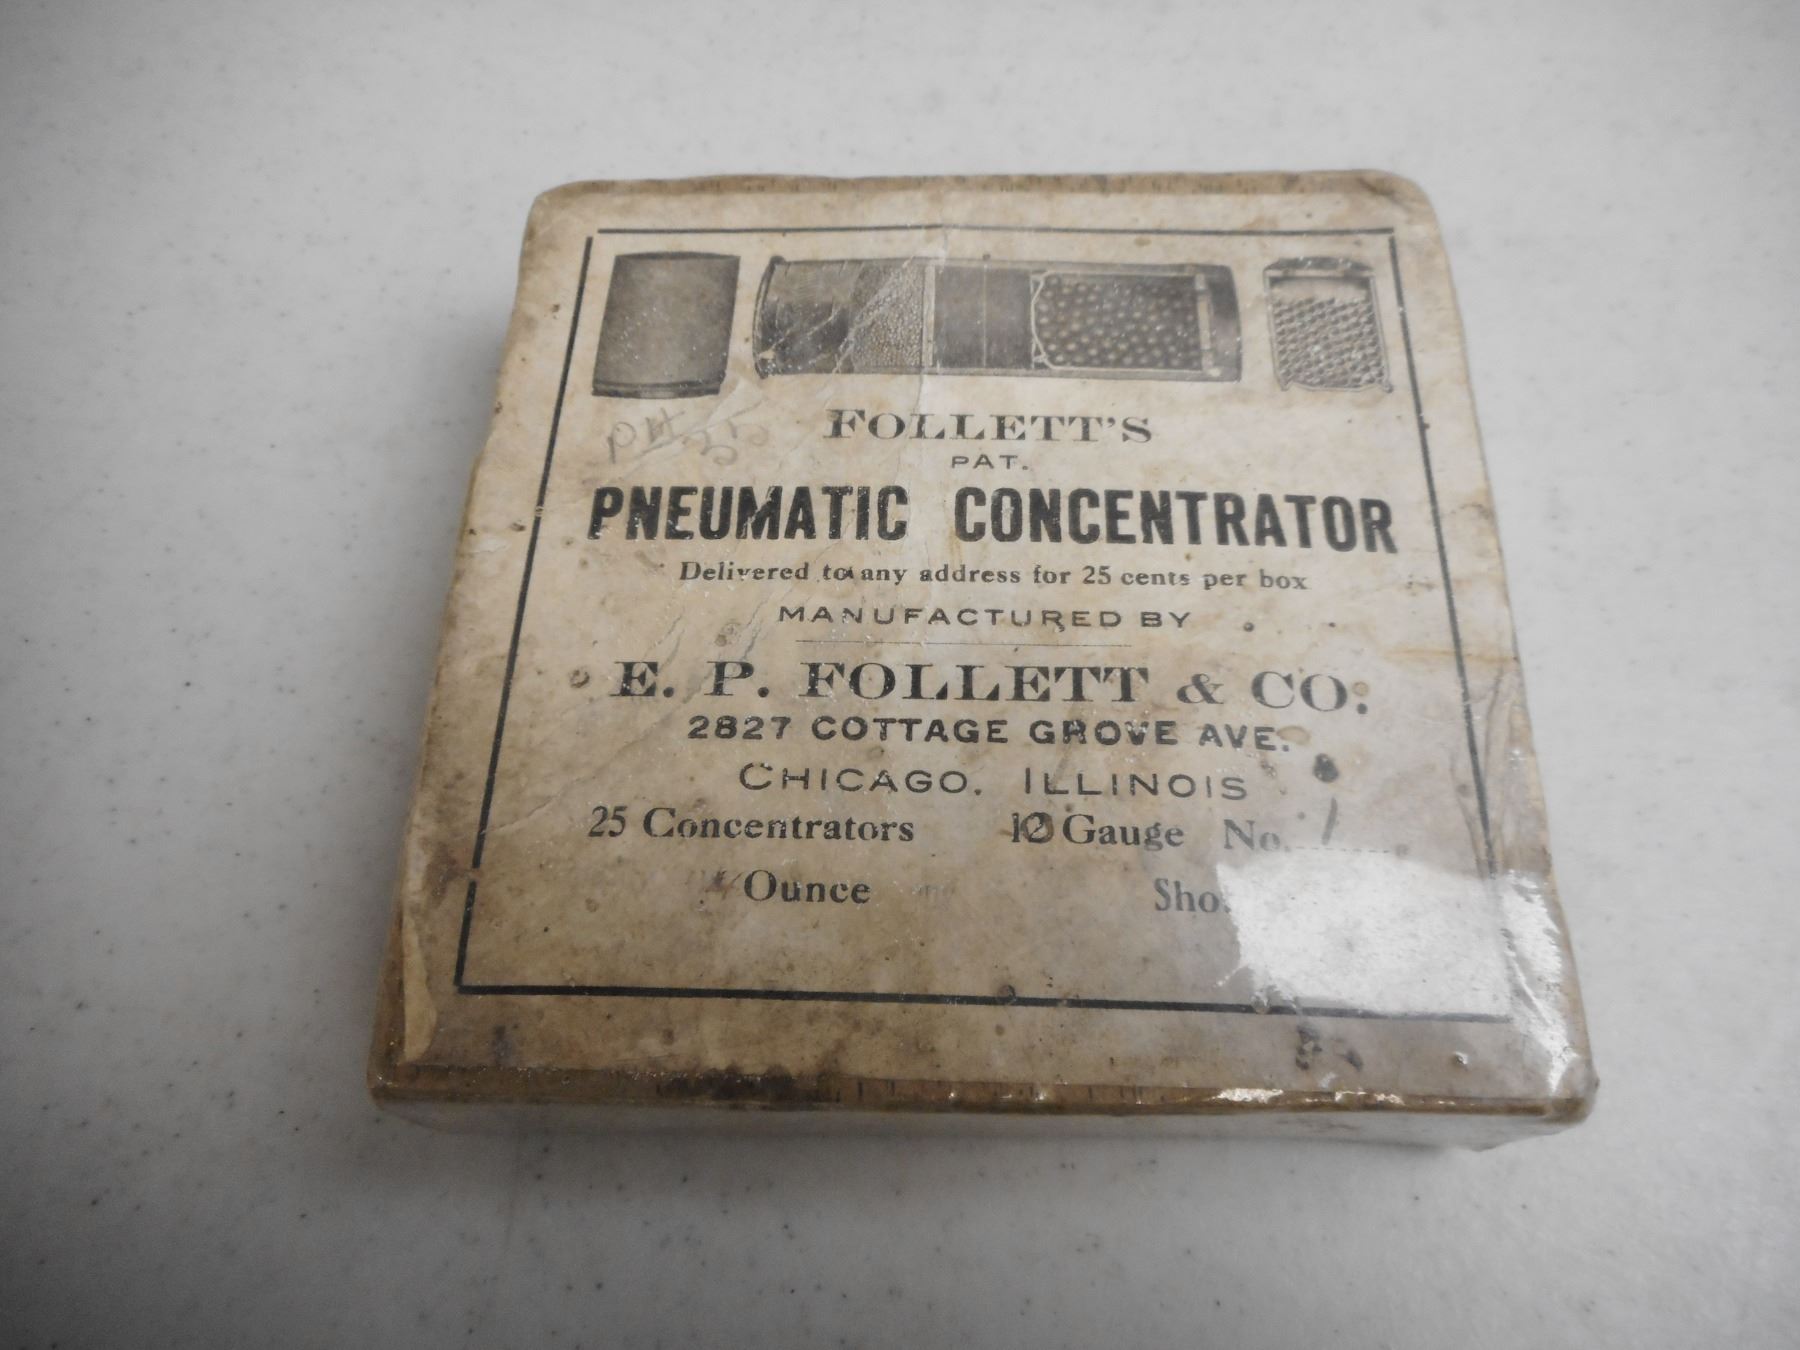 FOLLETT'S
PAT.
PNEUMATIC CONCENTRATOR
Delivered to any address for 25 cents per box
MANUFACTURED BY
E. P. FOLLETT & CO.
2827 COTTAGE GROVE AVE.
CHICAGO, ILLINOIS
25 Concentrators Gauge No. 1
Ounce